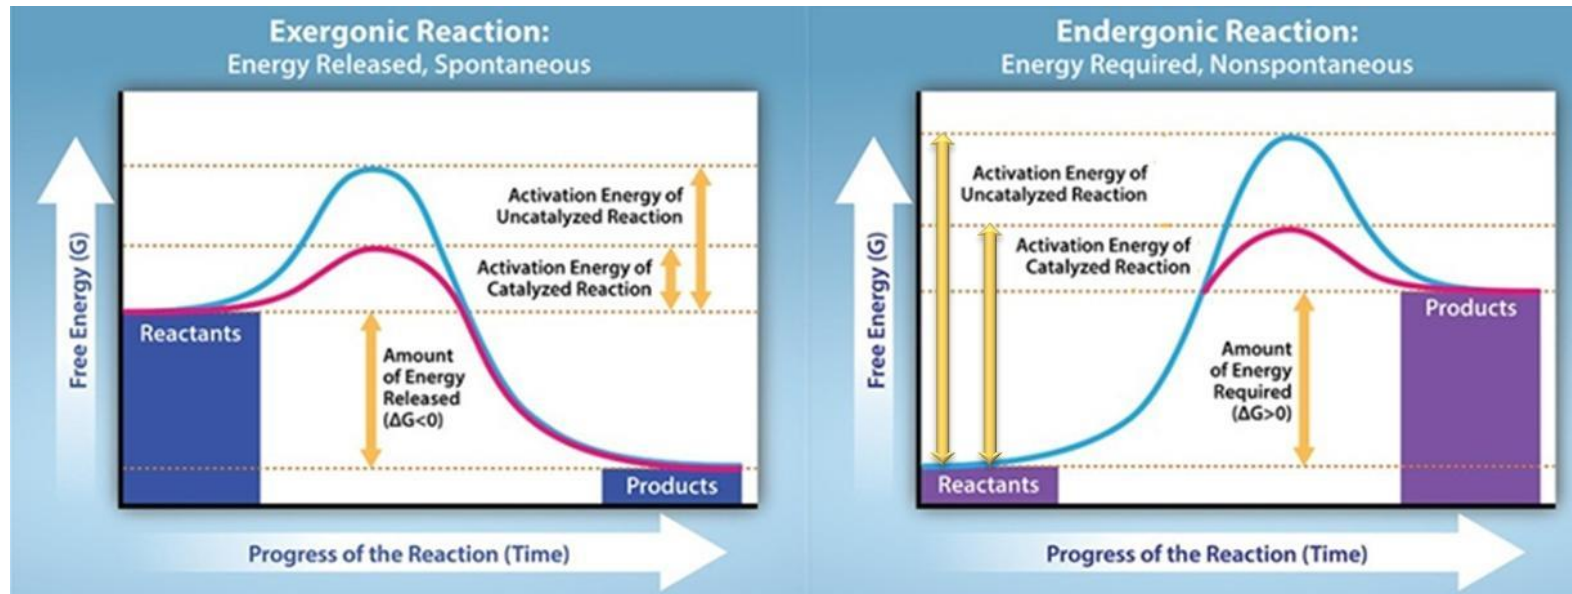 Exergonic Reaction:
Energy Released, Spontaneous
Free Energy (G)
Activation Energy of
Uncatalyzed Reaction
Activation Energy of
Catalyzed Reaction
Reactants
Amount
of Energy
Released
(ΔG<0)
Products
Progress of the Reaction (Time)
Endergonic Reaction:
Energy Required, Nonspontaneous
Free Energy (G)
Activation Energy of
Uncatalyzed Reaction
Activation Energy of
Catalyzed Reaction
Products
Amount
of Energy
Required
(ΔG>0)
Reactants
Progress of the Reaction (Time)